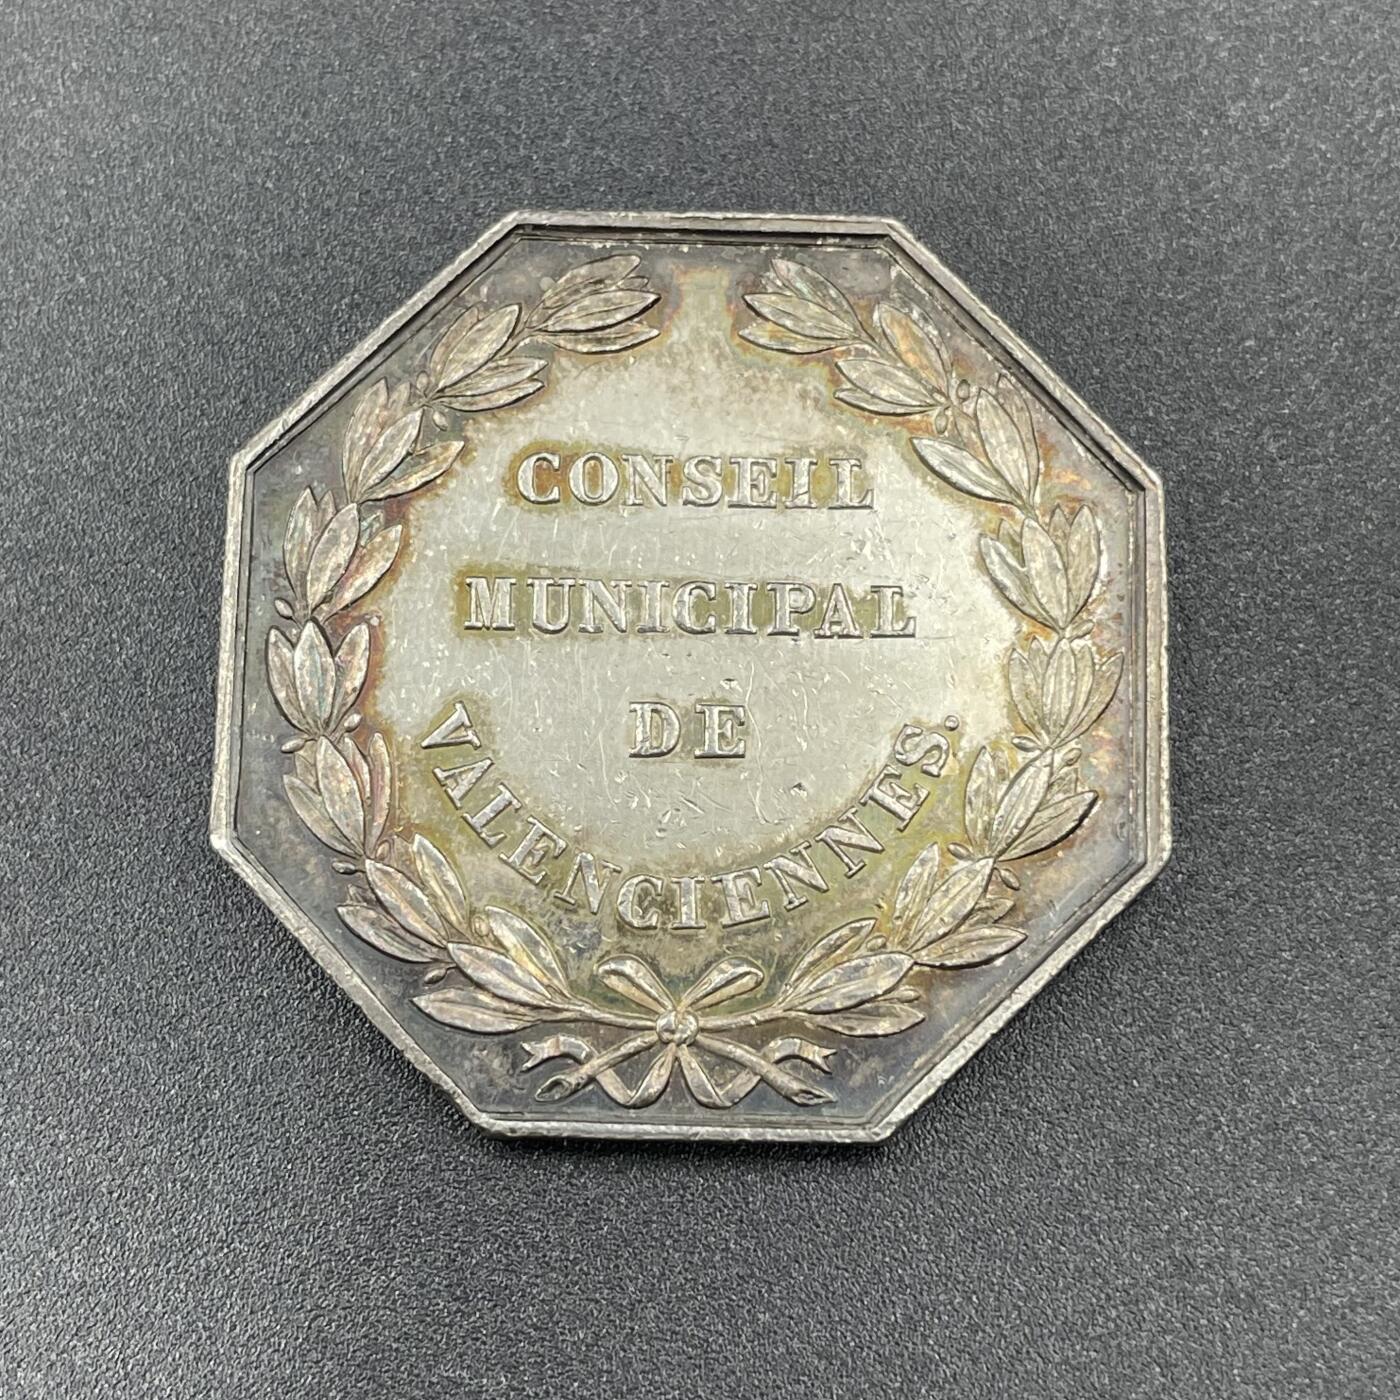 CONSEIL
MUNICIPAL
DE
VALENCIENNES.